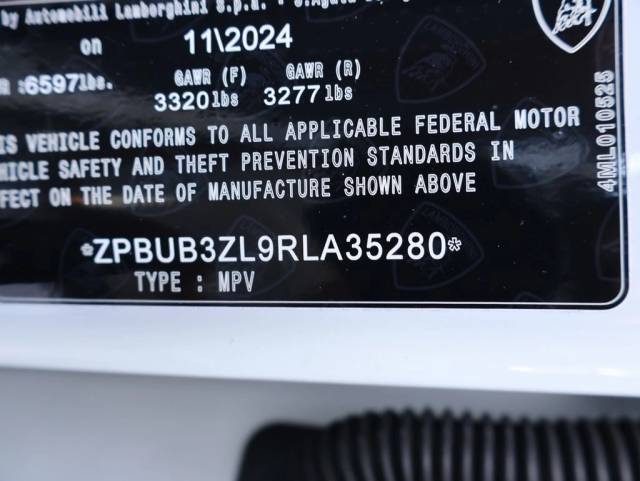 by Automobili Lamborghini S.p.a.
on 11\2024
:6597lbs. GAWR (F) GAWR (R)
3320lbs 3277lbs
IS VEHICLE CONFORMS TO ALL APPLICABLE FEDERAL MOTOR
HICLE SAFETY AND THEFT PREVENTION STANDARDS IN
FECT ON THE DATE OF MANUFACTURE SHOWN ABOVE
*ZPBUB3ZL9RLA35280*
TYPE : MPV
4ML010525